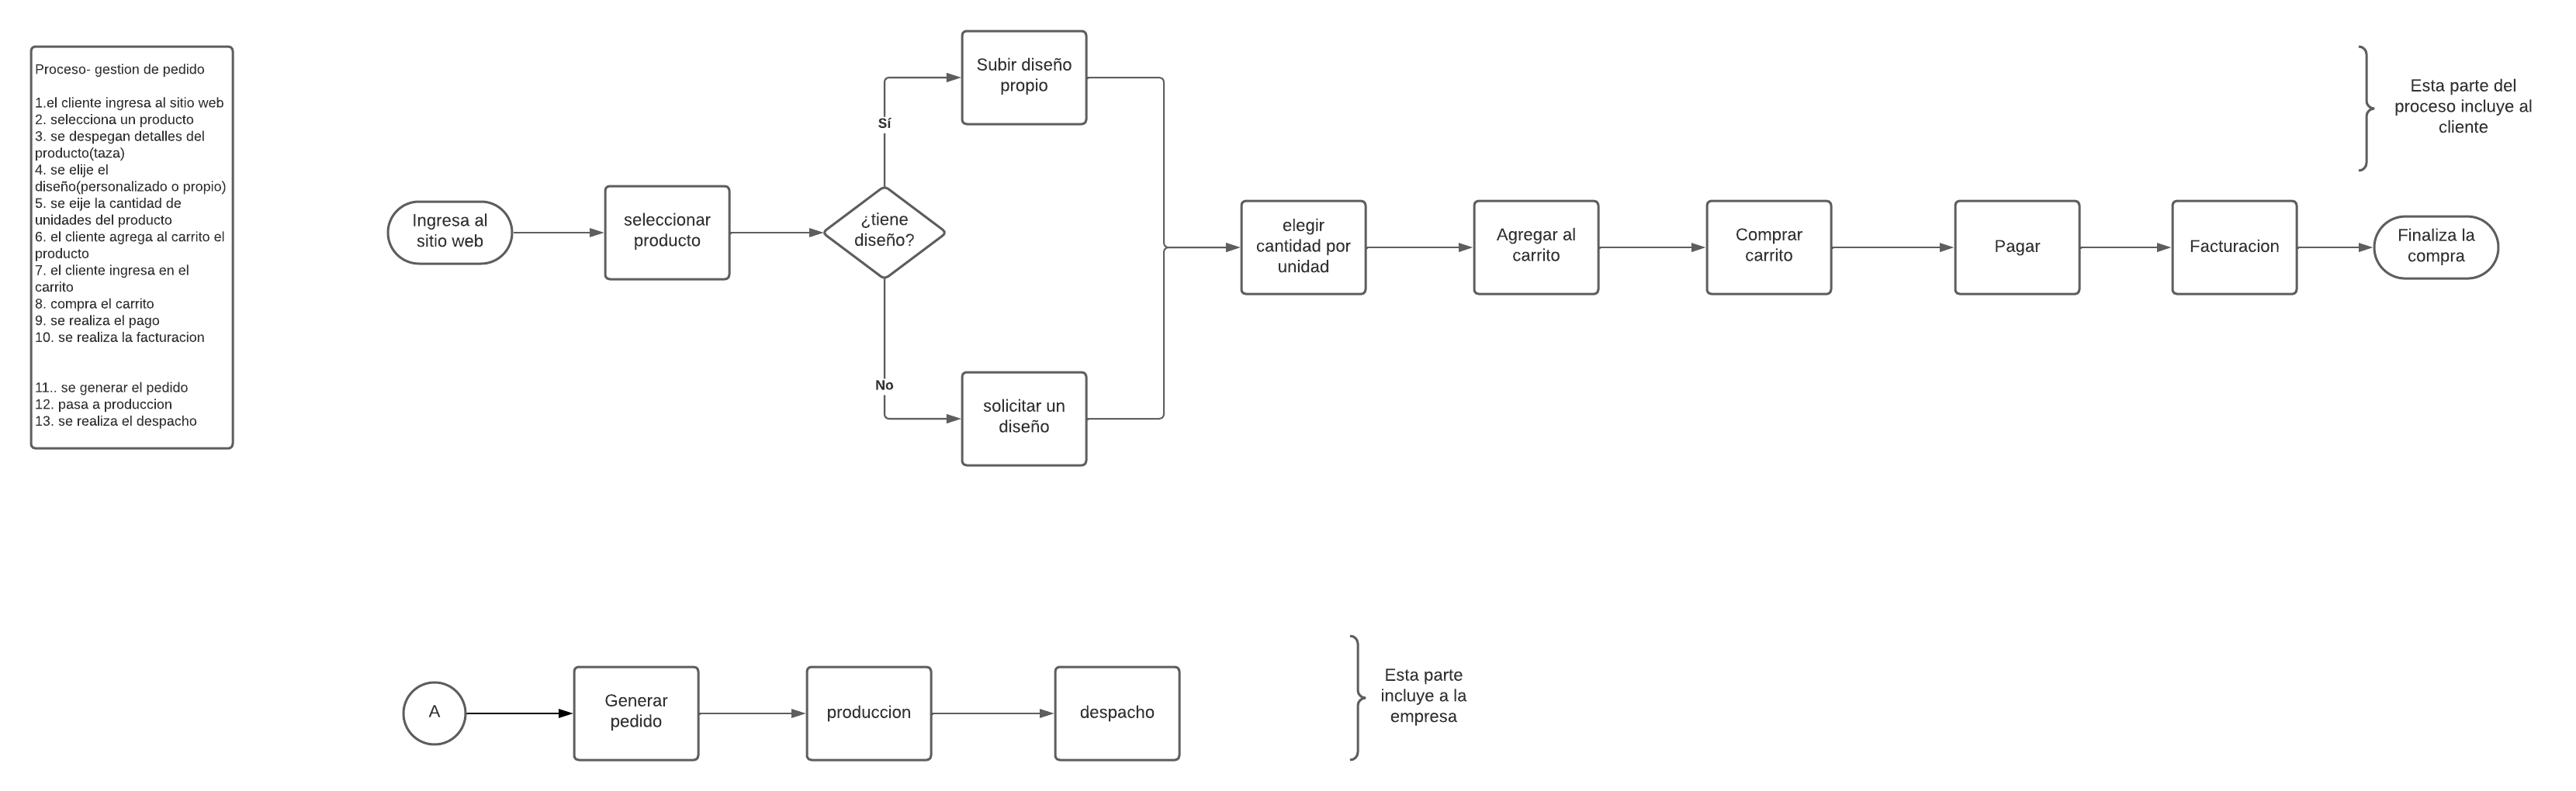 Proceso- gestion de pedido
1.el cliente ingresa al sitio web
2. selecciona un producto
3. se despegan detalles del
producto(taza)
4. se elije el
diseño(personalizado o propio)
5. se eije la cantidad de
unidades del producto
6. el cliente agrega al carrito el
producto
7. el cliente ingresa en el
carrito
8. compra el carrito
9. se realiza el pago
10. se realiza la facturacion
11.. se generar el pedido
12. pasa a produccion
13. se realiza el despacho
Ingresa al
sitio web
seleccionar
producto
¿tiene
diseño?
Sí
No
Subir diseño
propio
solicitar un
diseño
elegir
cantidad por
unidad
Agregar al
carrito
Comprar
carrito
Pagar
Facturacion
Finaliza la
compra
Esta parte del
proceso incluye al
cliente
A
Generar
pedido
produccion
despacho
Esta parte
incluye a la
empresa